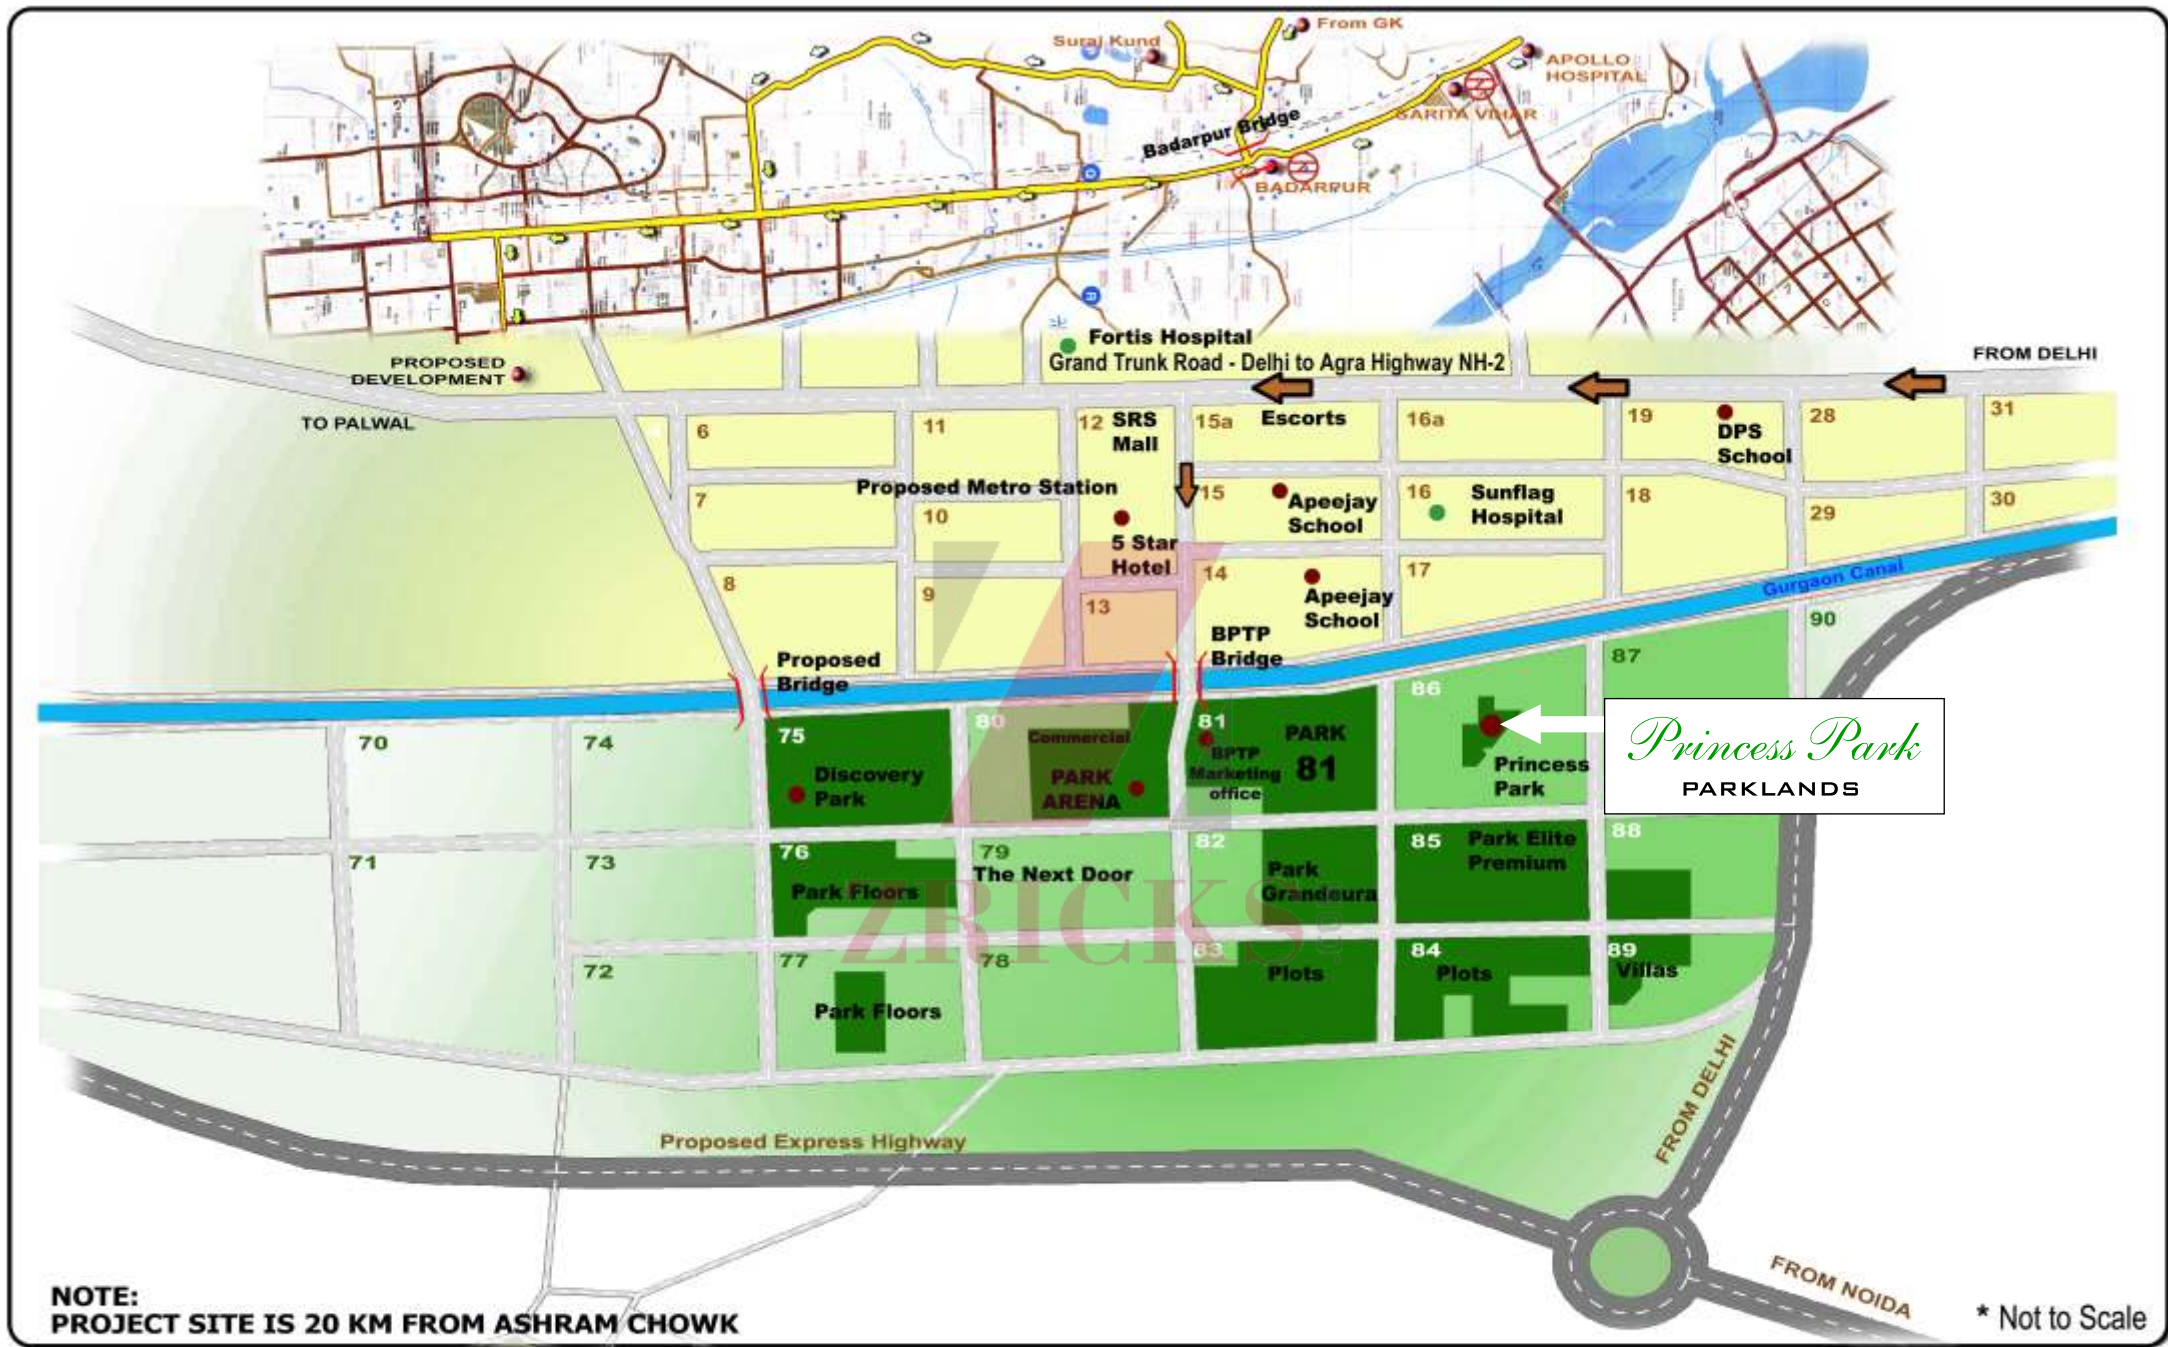 From GK
Suraj Kund
APOLLO
HOSPITAL
SARITA VIHAR
Badarpur Bridge
BADARPUR
Fortis Hospital
Grand Trunk Road - Delhi to Agra Highway NH-2
FROM DELHI
PROPOSED
DEVELOPMENT
TO PALWAL
6
11
12
SRS
Mall
15a
Escorts
16a
19
DPS
School
28
31
7
Proposed Metro Station
10
15
Apeejay
School
16
Sunflag
Hospital
18
29
30
5 Star
Hotel
8
9
13
14
Apeejay
School
17
Gurgaon Canal
90
BPTP
Bridge
Proposed
Bridge
87
86
70
74
75
Discovery
Park
80
Commercial
PARK
ARENA
81
BPTP
Marketing
office
PARK
81
Princess
Park
Princess Park
PARKLANDS
71
73
76
Park Floors
79
The Next Door
82
Park
Grandeura
85
Park Elite
Premium
88
ZRICKS
72
77
Park Floors
78
83
Plots
84
Plots
89
Villas
FROM DELHI
Proposed Express Highway
FROM NOIDA
NOTE:
PROJECT SITE IS 20 KM FROM ASHRAM CHOWK
* Not to Scale